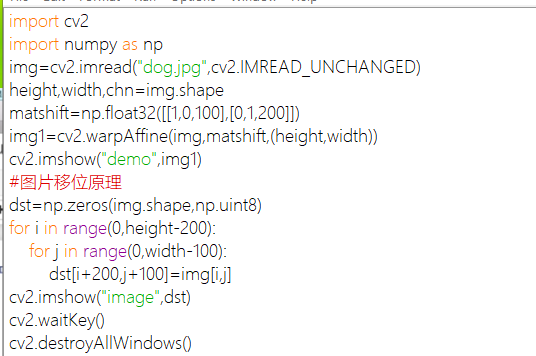 import cv2
import numpy as np
img=cv2.imread("dog.jpg",cv2.IMREAD_UNCHANGED)
height,width,chn=img.shape
matshift=np.float32([[1,0,100],[0,1,200]])
img1=cv2.warpAffine(img,matshift,(height,width))
cv2.imshow("demo",img1)
#图片移位原理
dst=np.zeros(img.shape,np.uint8)
for i in range(0,height-200):
    for j in range(0,width-100):
        dst[i+200,j+100]=img[i,j]
cv2.imshow("image",dst)
cv2.waitKey()
cv2.destroyAllWindows()